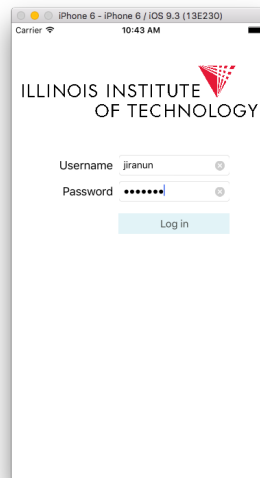 iPhone 6 - iPhone 6 / iOS 9.3 (13E230)
Carrier 10:43 AM
ILLINOIS INSTITUTE
OF TECHNOLOGY
Username jiranun
Password •••••••
Log in